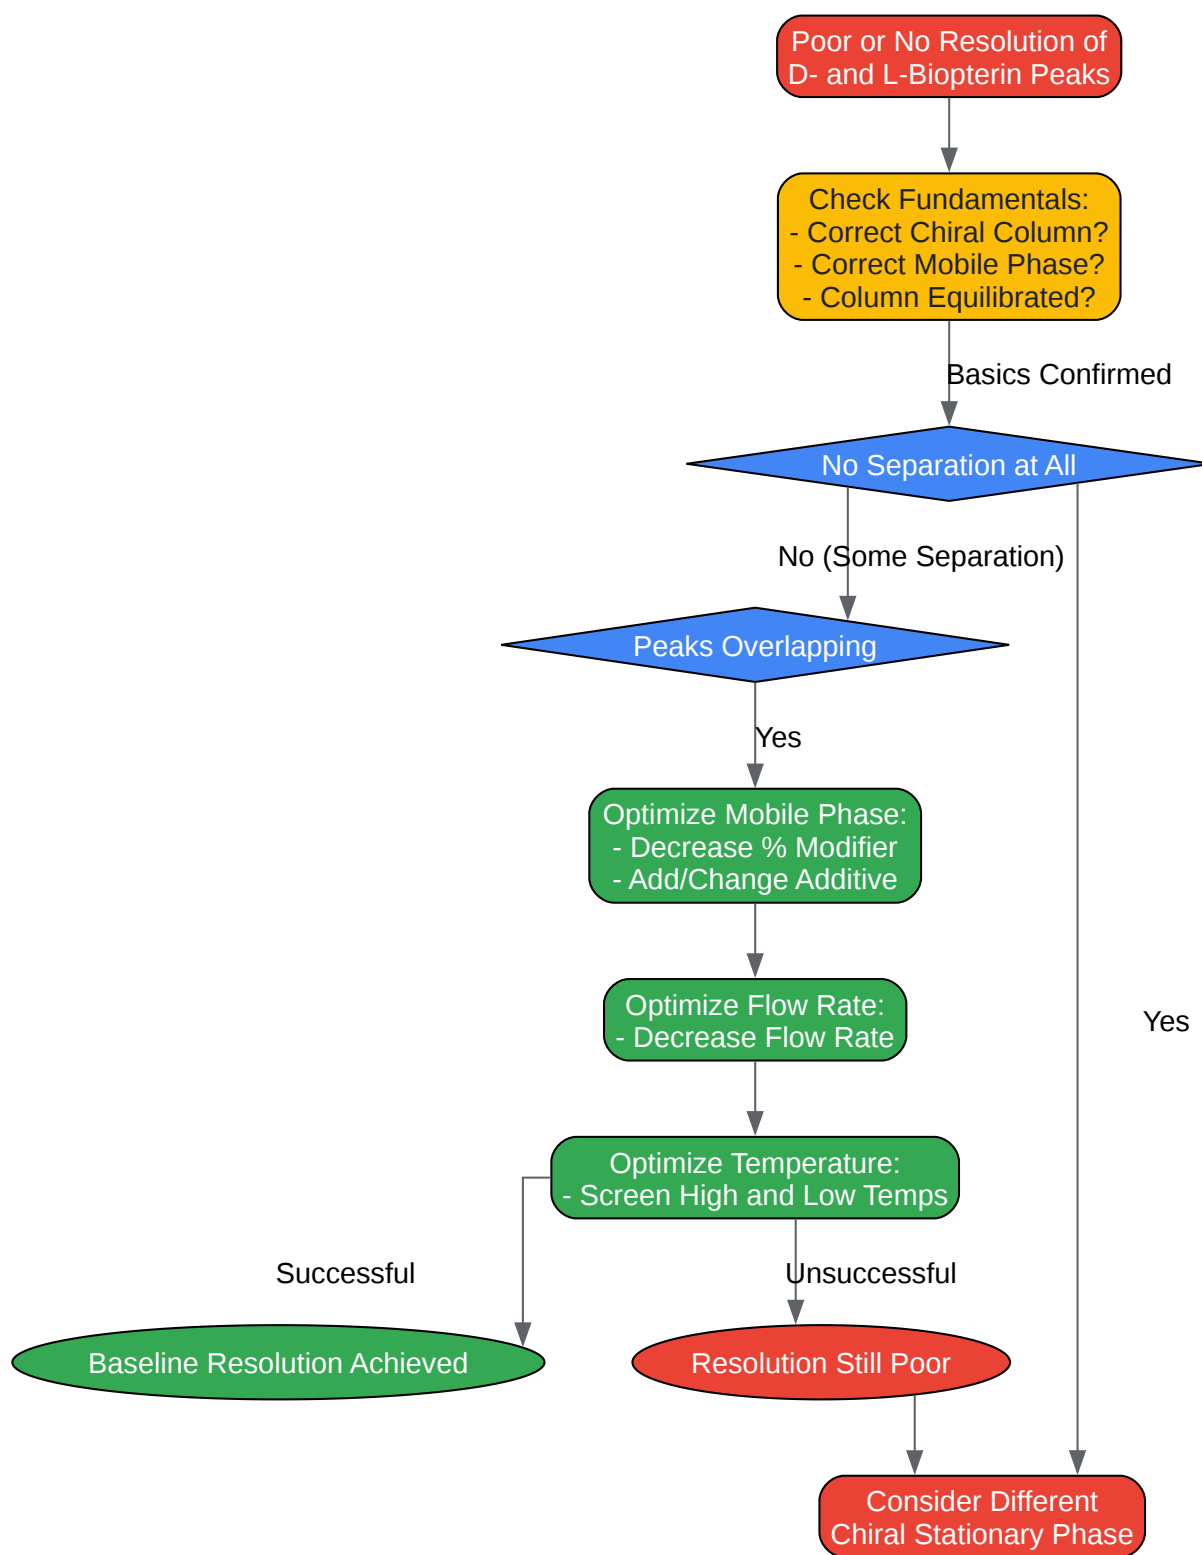 Poor or No Resolution of
D- and L-Biopterin Peaks
Check Fundamentals:
- Correct Chiral Column?
- Correct Mobile Phase?
- Column Equilibrated?
Basics Confirmed
No Separation at All
No (Some Separation)
Peaks Overlapping
Yes
Optimize Mobile Phase:
- Decrease % Modifier
- Add/Change Additive
Optimize Flow Rate:
- Decrease Flow Rate
Yes
Optimize Temperature:
- Screen High and Low Temps
Successful
Unsuccessful
Baseline Resolution Achieved
Resolution Still Poor
Consider Different
Chiral Stationary Phase